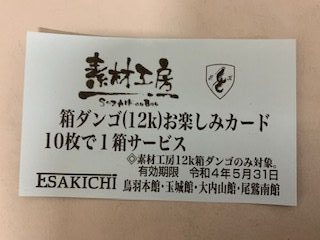 素材工房
箱ダンゴ(12k)お楽しみカード
10枚で1箱サービス
◎素材工房12k箱ダンゴのみ対象。
有効期限 令和4年5月31日
ESAKICHI 鳥羽本館・玉城館・大内山館・尾鷲南館